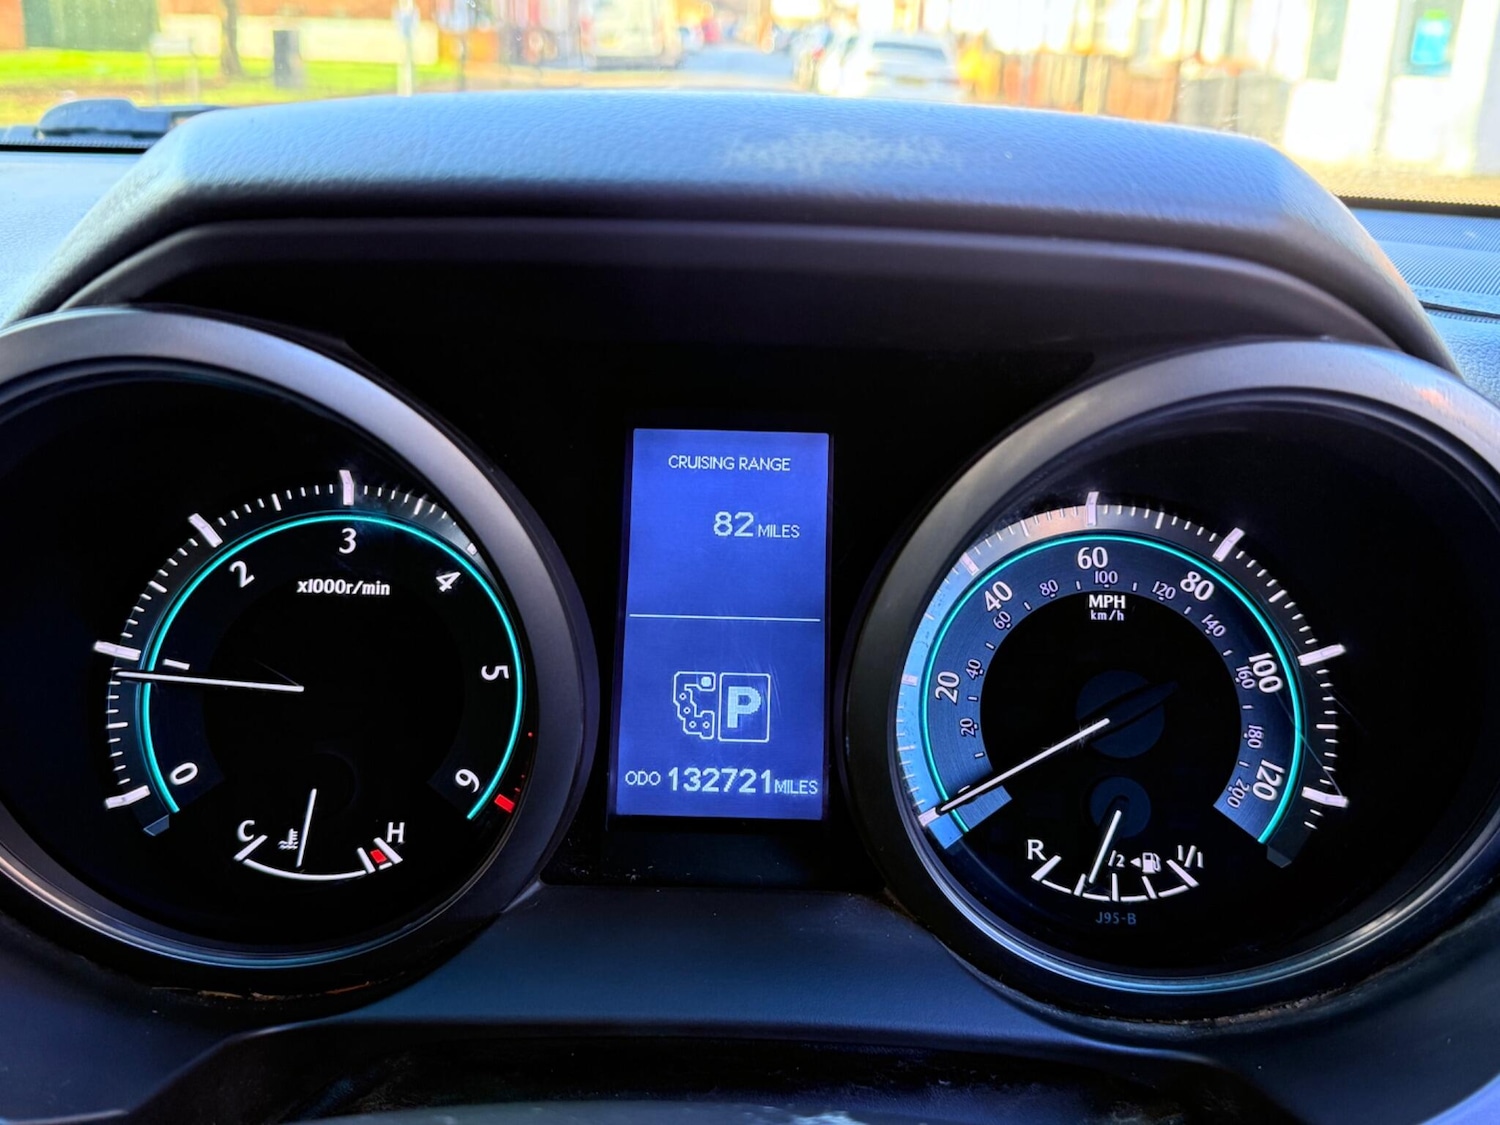 CRUISING RANGE
82 MILES
P
ODO 132721 MILES
0
1
2
3
4
5
6
x1000r/min
C
H
20
40
60
80
100
120
MPH
km/h
20
40
60
80
100
120
140
160
180
200
R
1/2
1/1
J95-B